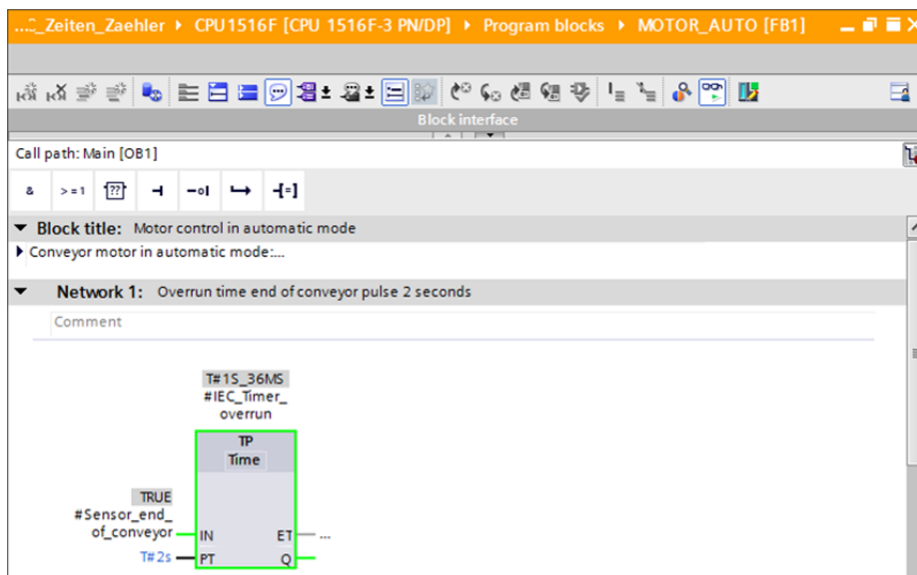 ..._Zeiten_Zaehler ▸ CPU1516F [CPU 1516F-3 PN/DP] ▸ Program blocks ▸ MOTOR_AUTO [FB1]
Block interface
Call path: Main [OB1]
& >=1 ??
Block title: Motor control in automatic mode
Conveyor motor in automatic mode:...
Network 1: Overrun time end of conveyor pulse 2 seconds
Comment
T#1S_36MS
#IEC_Timer_
overrun
TP
Time
TRUE
#Sensor_end_
of_conveyor IN ET ...
T#2s PT Q